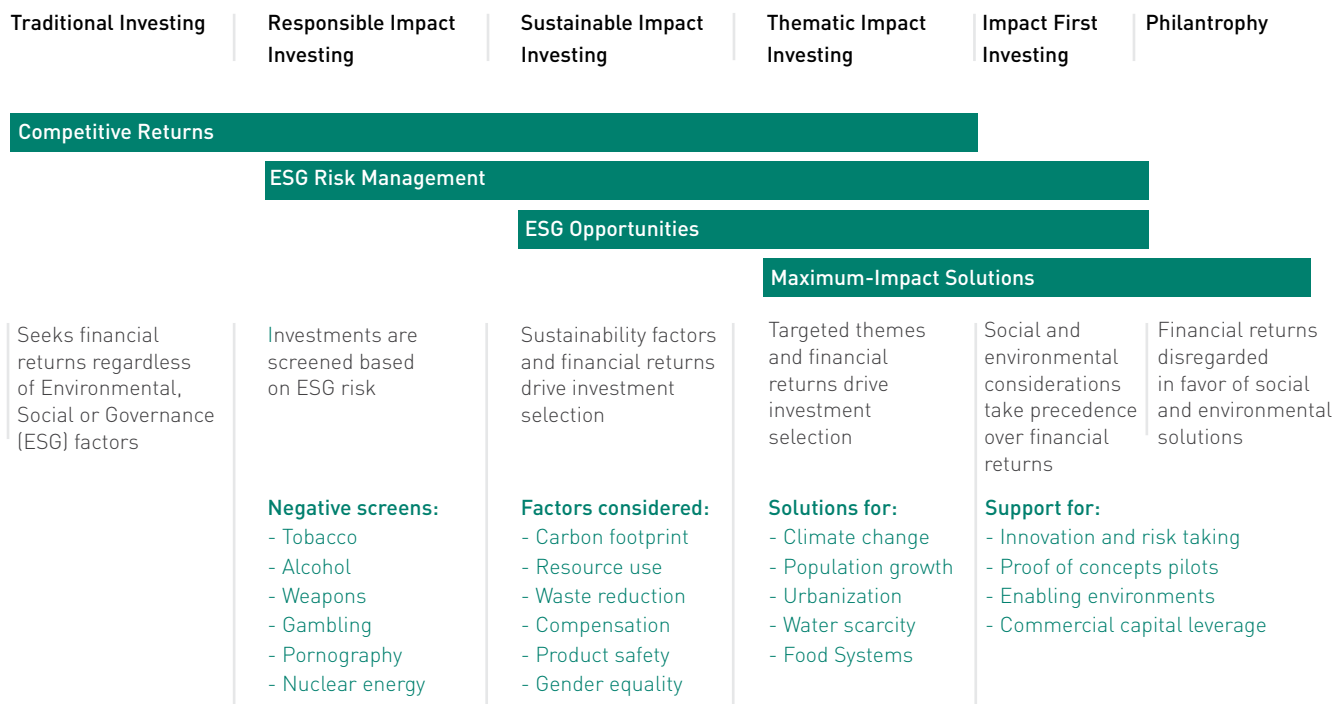 Traditional Investing
Responsible Impact
Investing
Sustainable Impact
Investing
Thematic Impact
Investing
Impact First
Investing
Philantrophy
Competitive Returns
ESG Risk Management
ESG Opportunities
Maximum-Impact Solutions
Seeks financial
returns regardless
of Environmental,
Social or Governance
(ESG) factors
Investments are
screened based
on ESG risk
Negative screens:
- Tobacco
- Alcohol
- Weapons
- Gambling
- Pornography
- Nuclear energy
Sustainability factors
and financial returns
drive investment
selection
Factors considered:
- Carbon footprint
- Resource use
- Waste reduction
- Compensation
- Product safety
- Gender equality
Targeted themes
and financial
returns drive
investment
selection
Solutions for:
- Climate change
- Population growth
- Urbanization
- Water scarcity
- Food Systems
Social and
environmental
considerations
take precedence
over financial
returns
Financial returns
disregarded
in favor of social
and environmental
solutions
Support for:
- Innovation and risk taking
- Proof of concepts pilots
- Enabling environments
- Commercial capital leverage